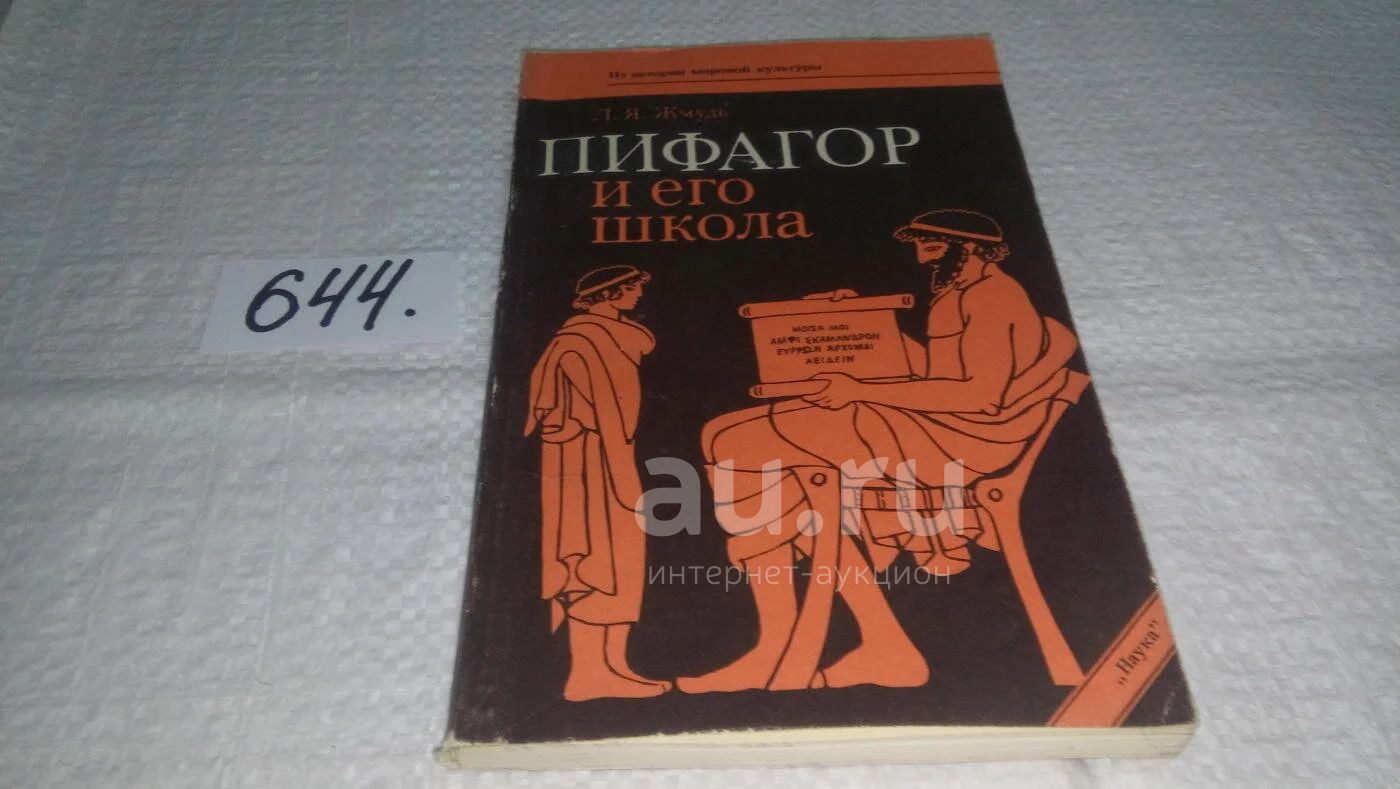 Из истории мировой культуры
Л. Я. Жмудь
ПИФАГОР
и его
школа
644.
ΜΟΙΣΑ ΜΟΙ
ΑΜΦΙ ΣΚΑΜΑΝΔΡΟΝ
ΕΥΡΡΩΝ ΑΡΧΟΜΑΙ
ΑΕΙΔΕΙΝ
au.ru
интернет-аукцион
„Наука”